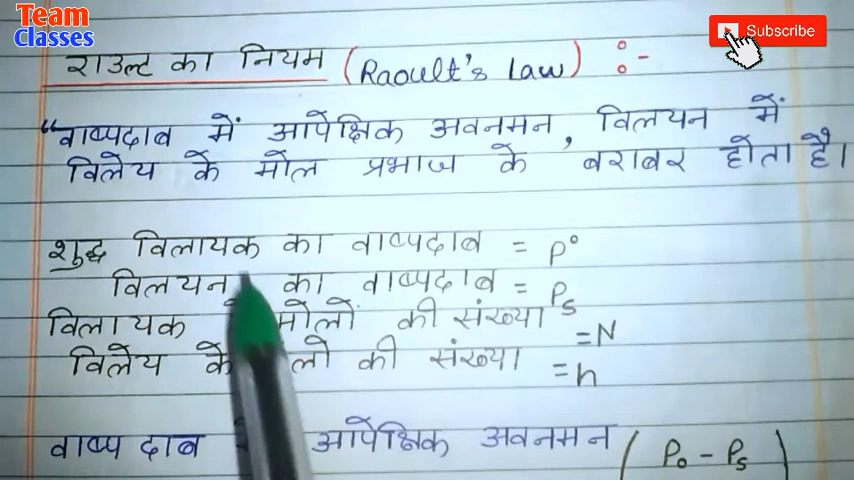 Team
Classes
Subscribe
राउल्ट का नियम (Raoult's law) :-
"वाष्पदाब में आपेक्षिक अवनमन, विलयन में
विलेय के मोल प्रभाज के बराबर होता है।
शुद्ध विलायक का वाष्पदाब = P°
विलयन का वाष्पदाब = Ps
विलायक मोलों की संख्या = N
विलेय के की संख्या = n
वाष्प दाब आपेक्षिक अवनमन (Po - Ps)